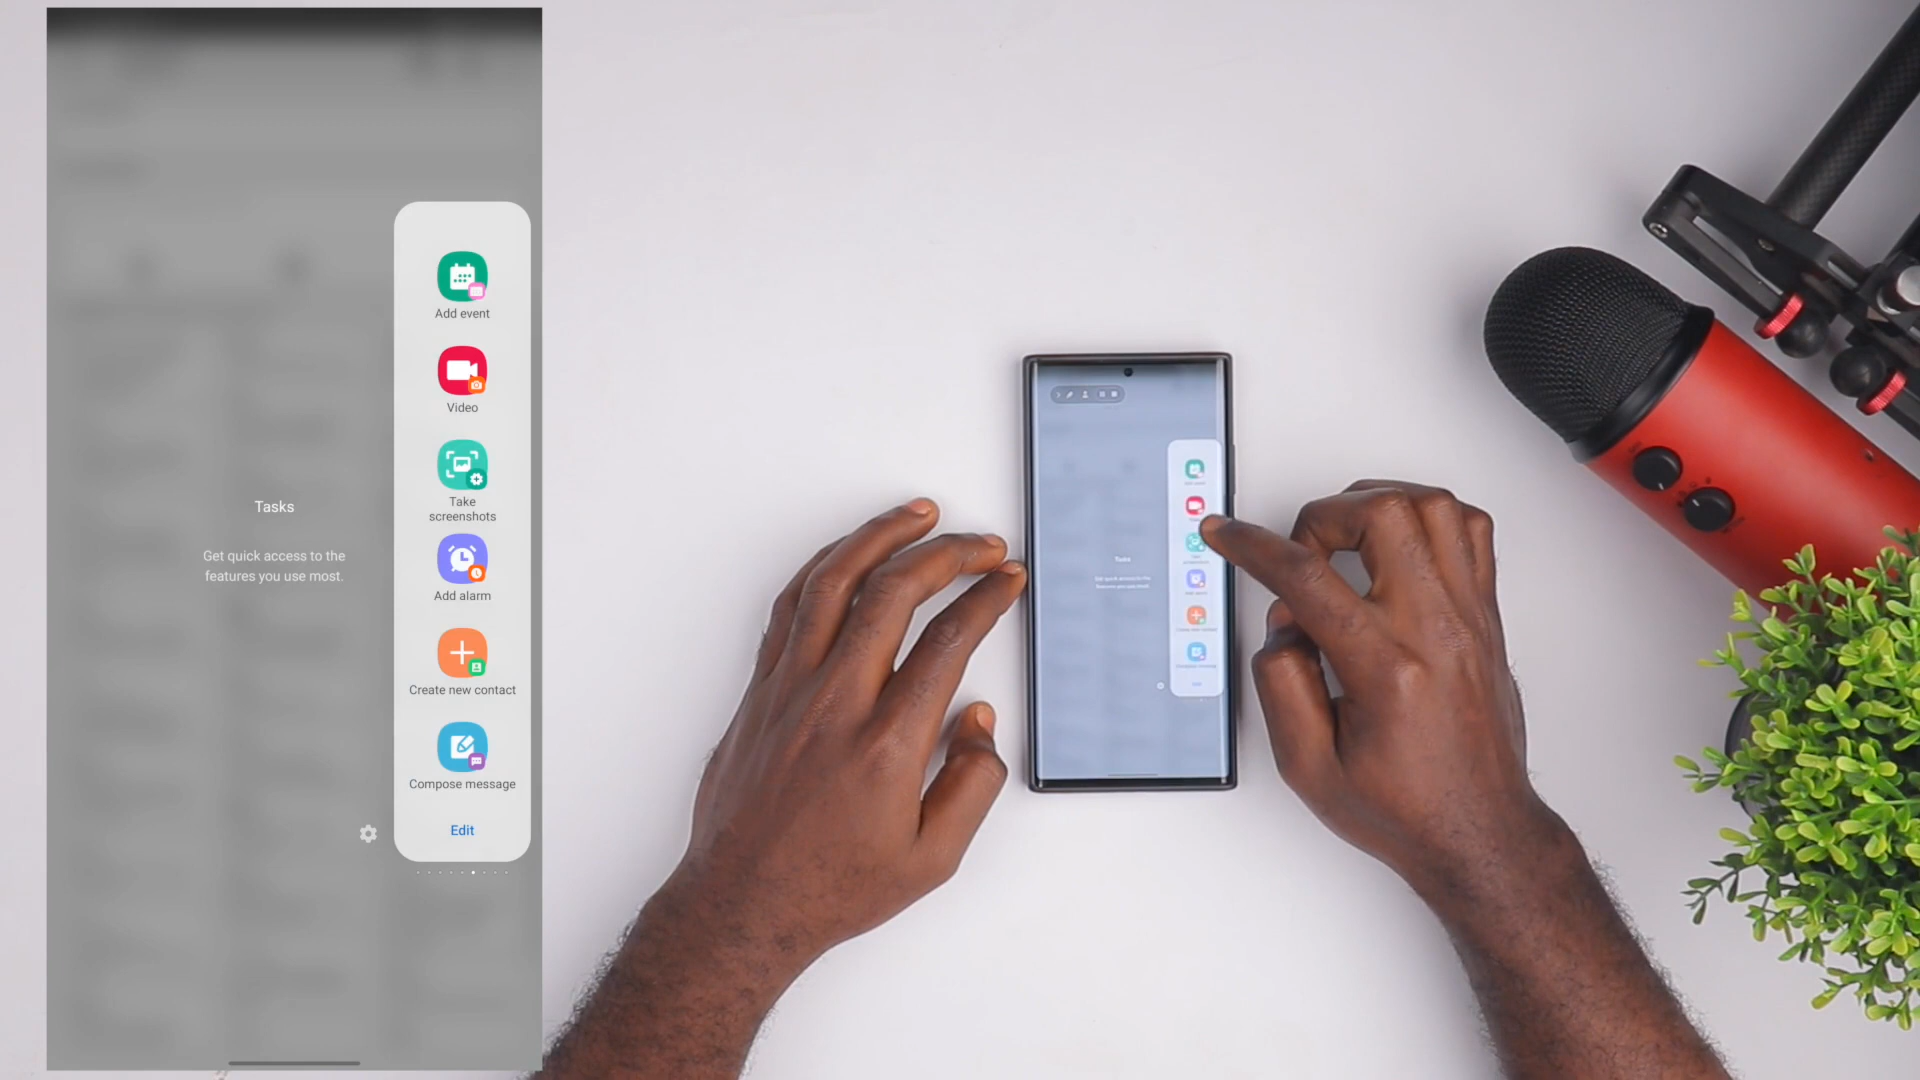 Add event
Video
Take
screenshots
Add alarm
Create new contact
Compose message
Edit
Tasks
Get quick access to the
features you use most.
Tasks